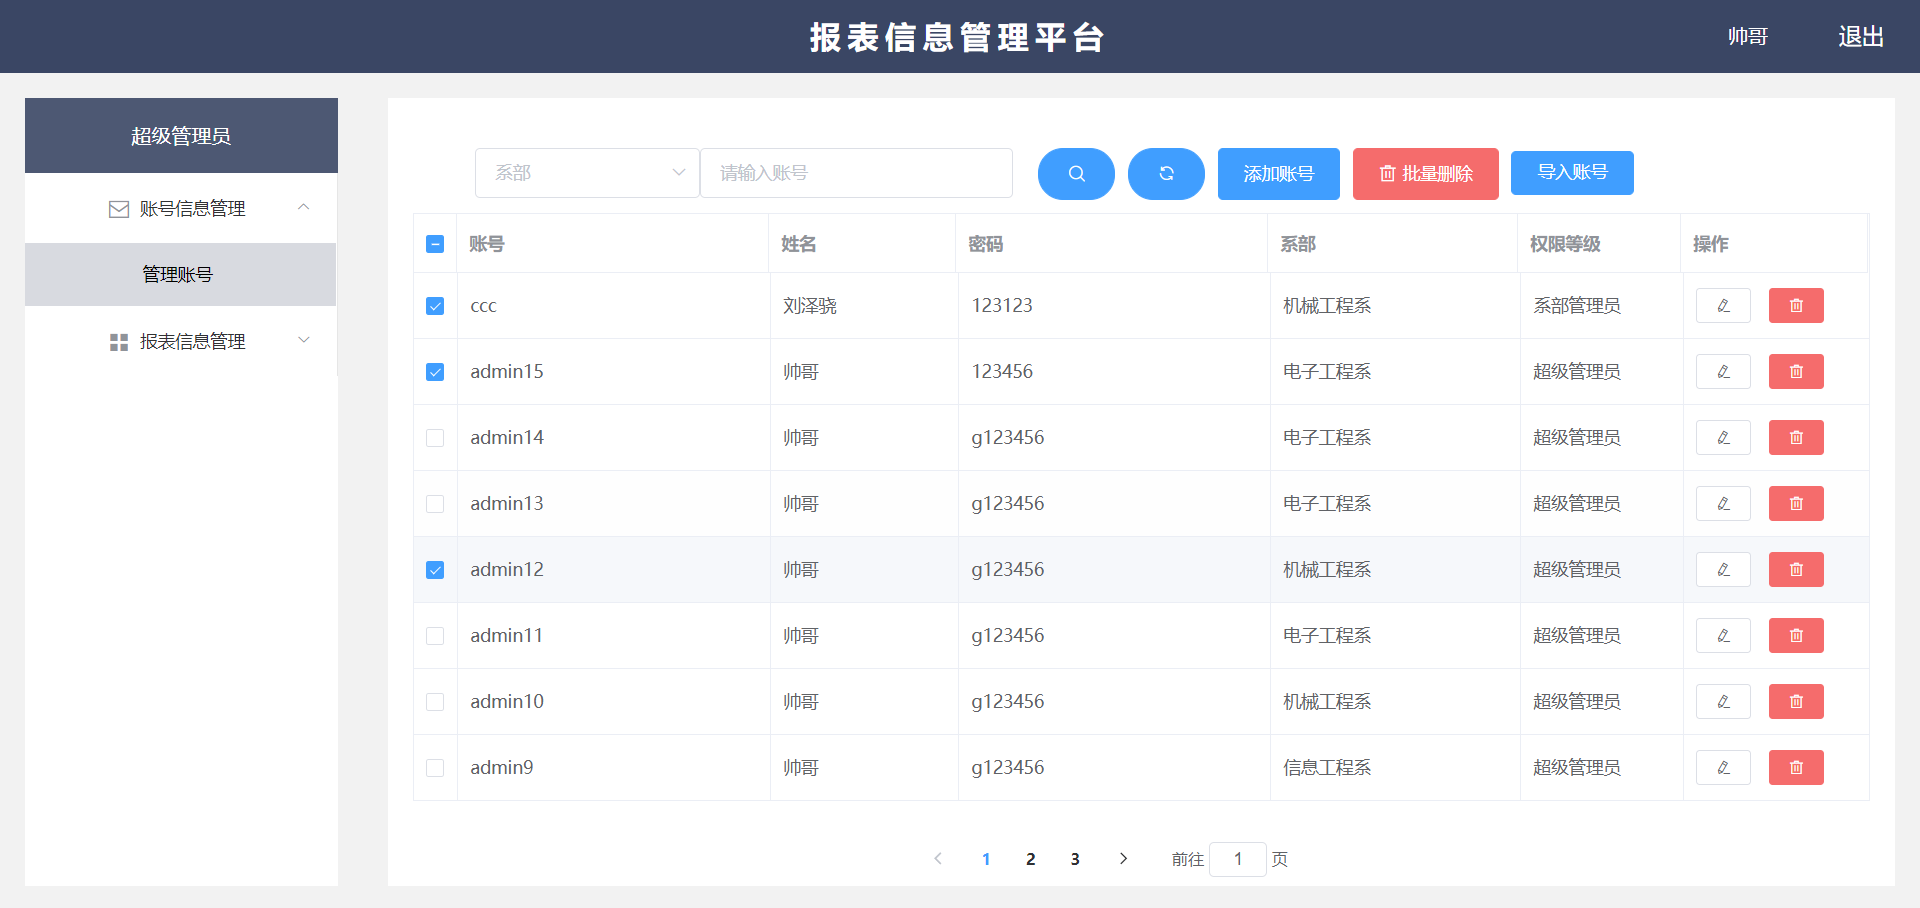 报表信息管理平台
帅哥 退出
超级管理员
账号信息管理
管理账号
报表信息管理
系部 请输入账号 添加账号 批量删除 导入账号
账号 姓名 密码 系部 权限等级 操作
ccc 刘泽骁 123123 机械工程系 系部管理员
admin15 帅哥 123456 电子工程系 超级管理员
admin14 帅哥 g123456 电子工程系 超级管理员
admin13 帅哥 g123456 电子工程系 超级管理员
admin12 帅哥 g123456 机械工程系 超级管理员
admin11 帅哥 g123456 电子工程系 超级管理员
admin10 帅哥 g123456 机械工程系 超级管理员
admin9 帅哥 g123456 信息工程系 超级管理员
1 2 3 前往 1 页